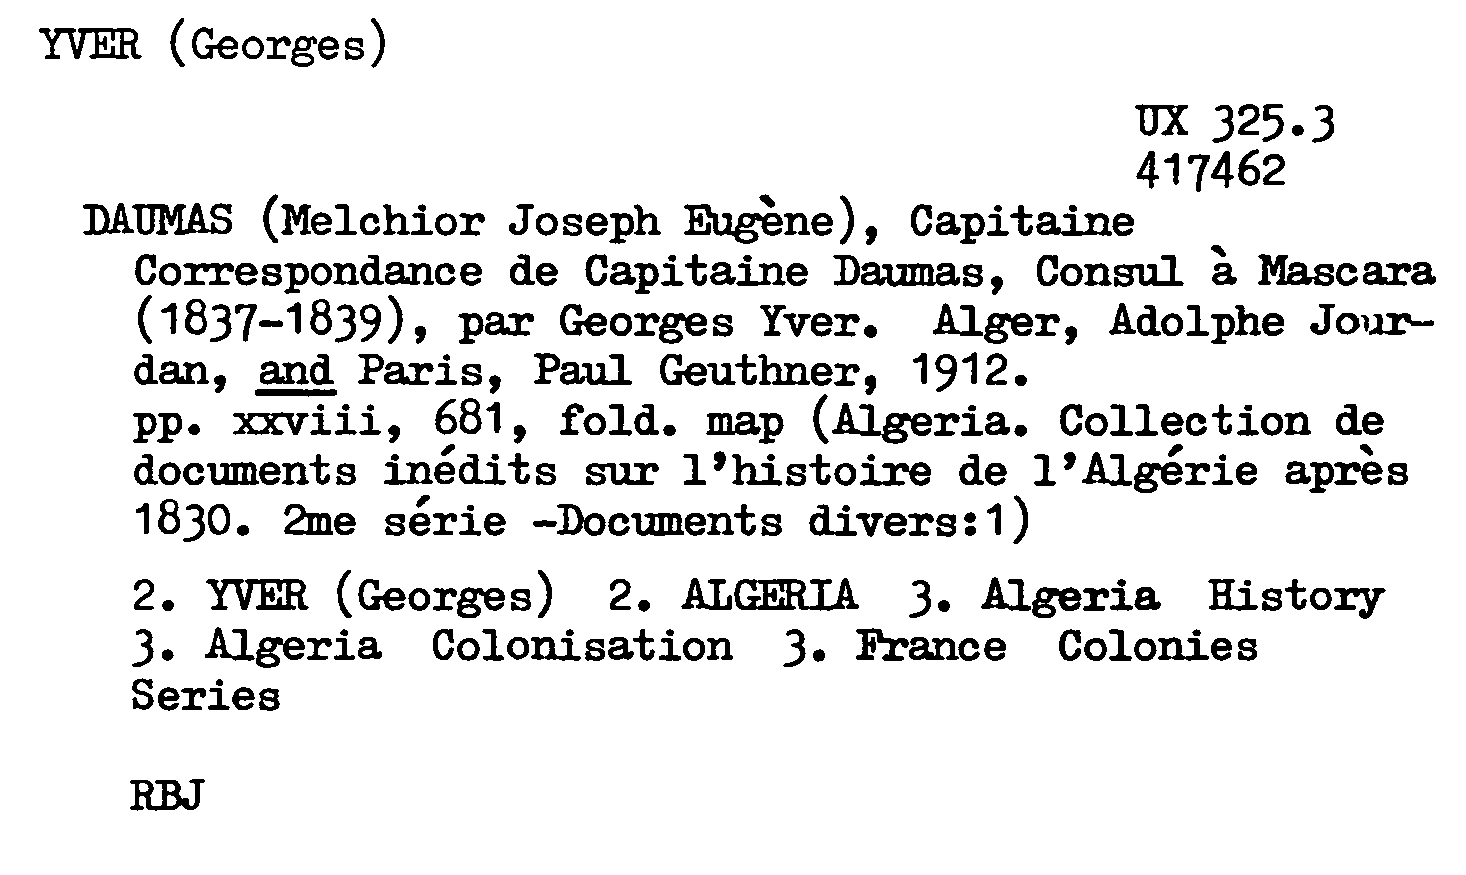 YVER (Georges)
UX 325.3
417462
DAUMAS (Melchior Joseph Eugène), Capitaine
Correspondance de Capitaine Daumas, Consul à Mascara
(1837-1839), par Georges Yver. Alger, Adolphe Jour-
dan, and Paris, Paul Geuthner, 1912.
pp. xxviii, 681, fold. map (Algeria. Collection de
documents inédits sur l'histoire de l'Algérie après
1830. 2me série -Documents divers:1)
2. YVER (Georges) 2. ALGERIA 3. Algeria History
3. Algeria Colonisation 3. France Colonies
Series
RBJ